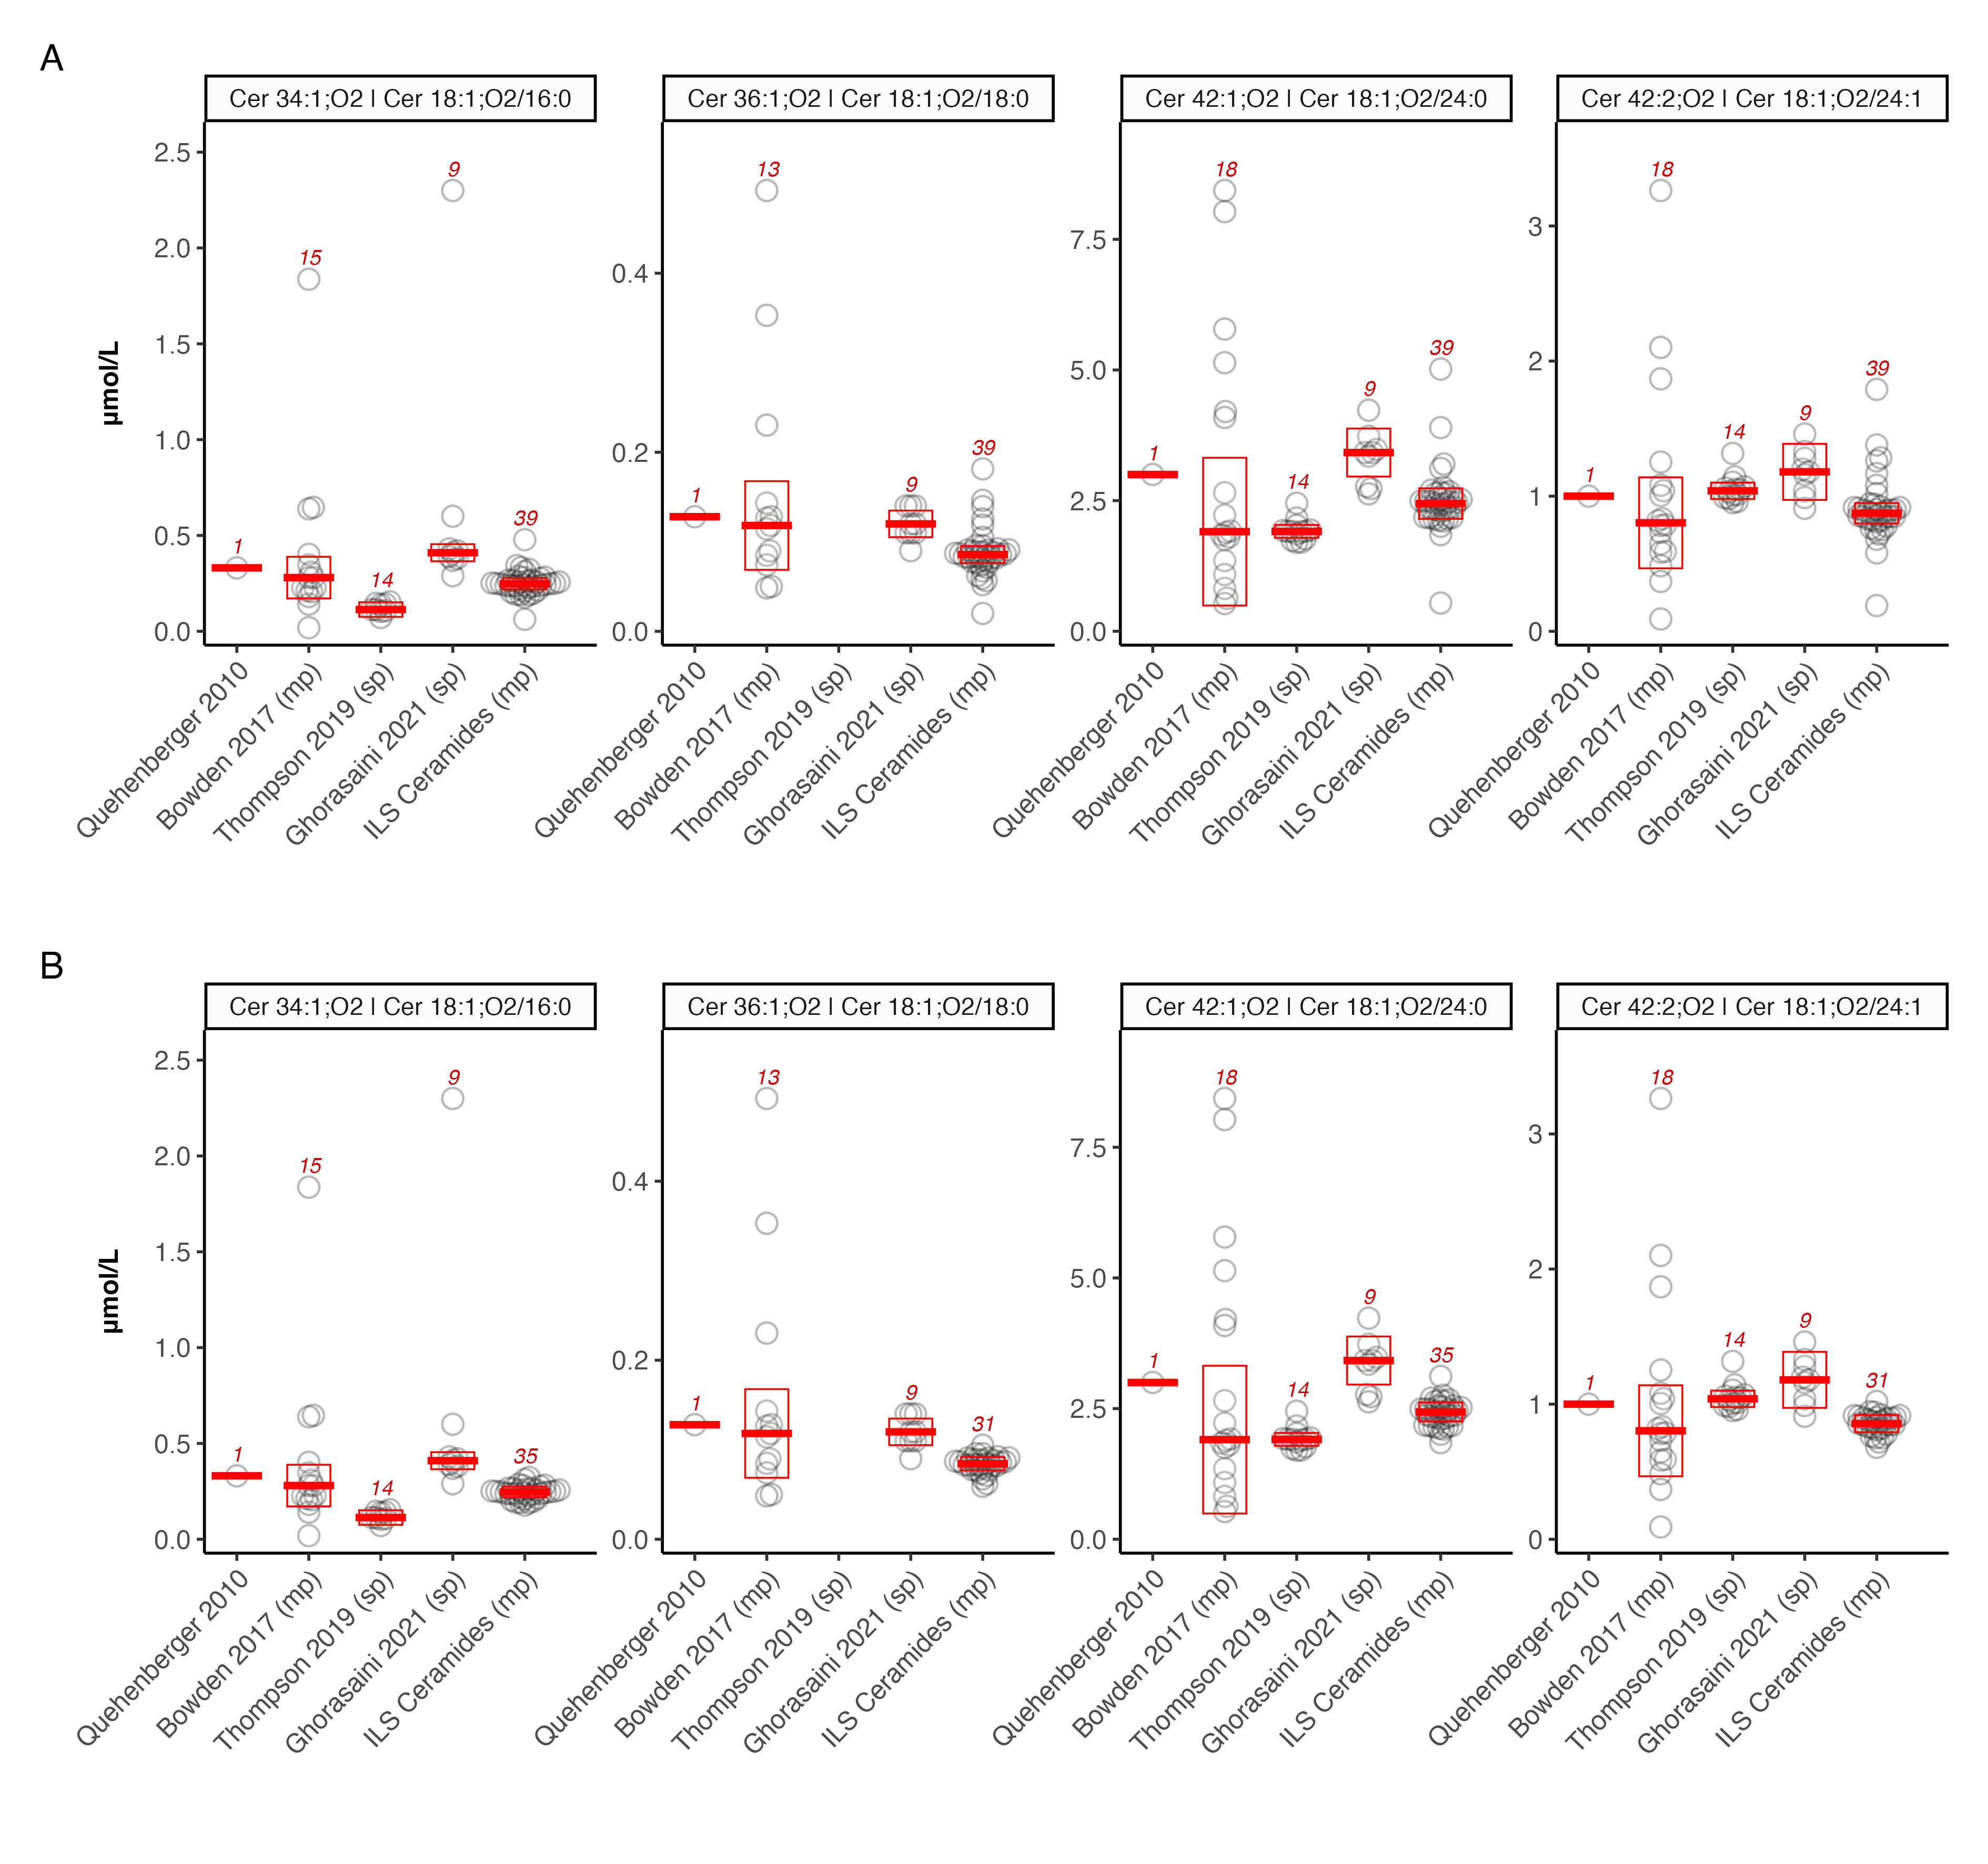 A
Cer 34:1;O2 | Cer 18:1;O2/16:0
Cer 36:1;O2 | Cer 18:1;O2/18:0
Cer 42:1;O2 | Cer 18:1;O2/24:0
Cer 42:2;O2 | Cer 18:1;O2/24:1
µmol/L
2.5
2.0
1.5
1.0
0.5
0.0
1
15
14
9
39
0.4
0.2
0.0
1
13
9
39
7.5
5.0
2.5
0.0
1
18
14
9
39
3
2
1
0
1
18
14
9
39
Quehenberger 2010
Bowden 2017 (mp)
Thompson 2019 (sp)
Ghorasaini 2021 (sp)
ILS Ceramides (mp)
Quehenberger 2010
Bowden 2017 (mp)
Thompson 2019 (sp)
Ghorasaini 2021 (sp)
ILS Ceramides (mp)
Quehenberger 2010
Bowden 2017 (mp)
Thompson 2019 (sp)
Ghorasaini 2021 (sp)
ILS Ceramides (mp)
Quehenberger 2010
Bowden 2017 (mp)
Thompson 2019 (sp)
Ghorasaini 2021 (sp)
ILS Ceramides (mp)
B
Cer 34:1;O2 | Cer 18:1;O2/16:0
Cer 36:1;O2 | Cer 18:1;O2/18:0
Cer 42:1;O2 | Cer 18:1;O2/24:0
Cer 42:2;O2 | Cer 18:1;O2/24:1
µmol/L
2.5
2.0
1.5
1.0
0.5
0.0
1
15
14
9
35
0.4
0.2
0.0
1
13
9
31
7.5
5.0
2.5
0.0
1
18
14
9
35
3
2
1
0
1
18
14
9
31
Quehenberger 2010
Bowden 2017 (mp)
Thompson 2019 (sp)
Ghorasaini 2021 (sp)
ILS Ceramides (mp)
Quehenberger 2010
Bowden 2017 (mp)
Thompson 2019 (sp)
Ghorasaini 2021 (sp)
ILS Ceramides (mp)
Quehenberger 2010
Bowden 2017 (mp)
Thompson 2019 (sp)
Ghorasaini 2021 (sp)
ILS Ceramides (mp)
Quehenberger 2010
Bowden 2017 (mp)
Thompson 2019 (sp)
Ghorasaini 2021 (sp)
ILS Ceramides (mp)